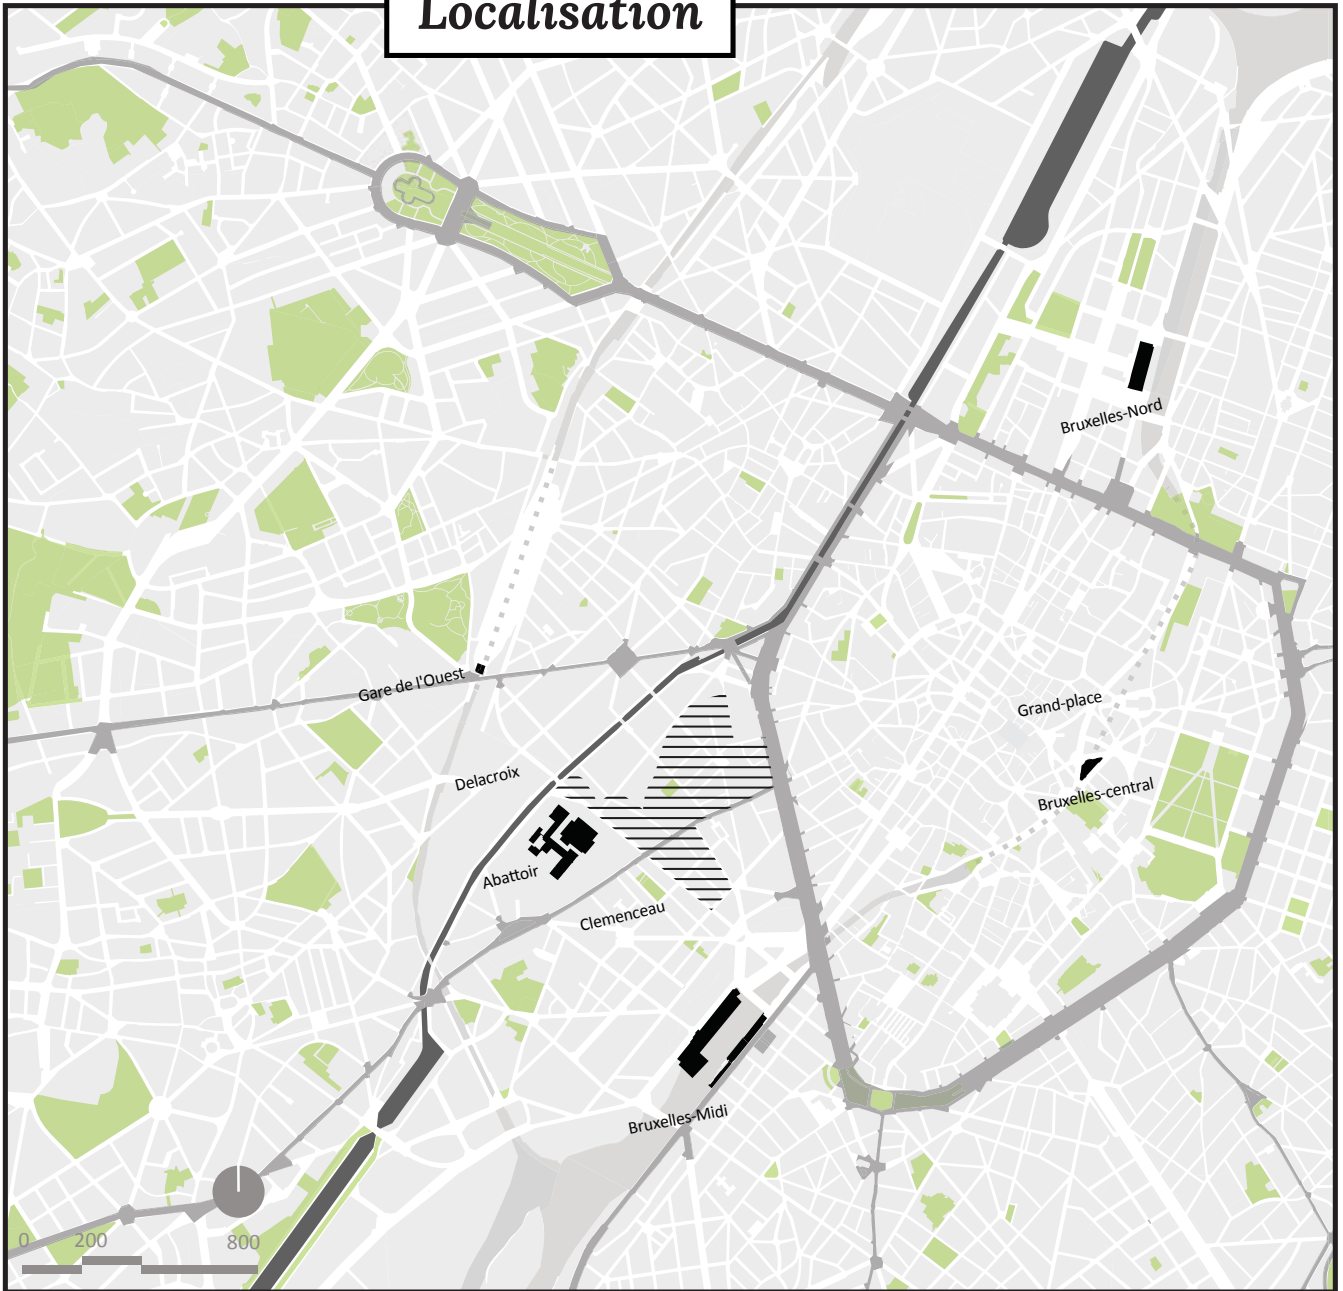 Localisation
Bruxelles-Nord
Gare de l'Ouest
Grand-place
Delacroix
Bruxelles-central
Abattoir
Clemenceau
Bruxelles-Midi
0 200 800